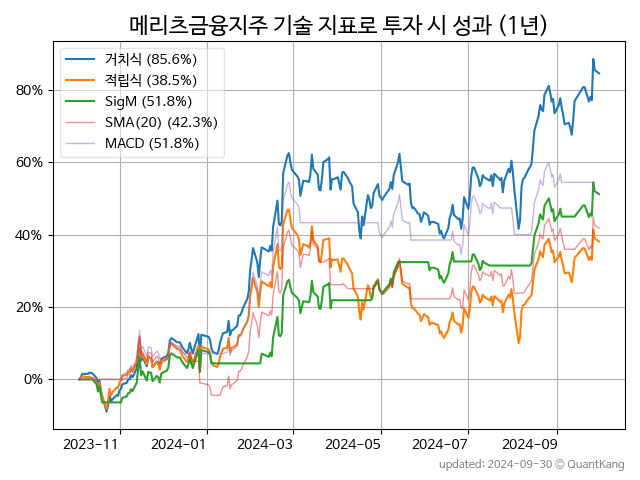 메리츠금융지주 기술 지표로 투자 시 성과 (1년)
거치식 (85.6%)
적립식 (38.5%)
SigM (51.8%)
SMA(20) (42.3%)
MACD (51.8%)
80%
60%
40%
20%
0%
2023-11 2024-01 2024-03 2024-05 2024-07 2024-09
updated: 2024-09-30 © QuantKang